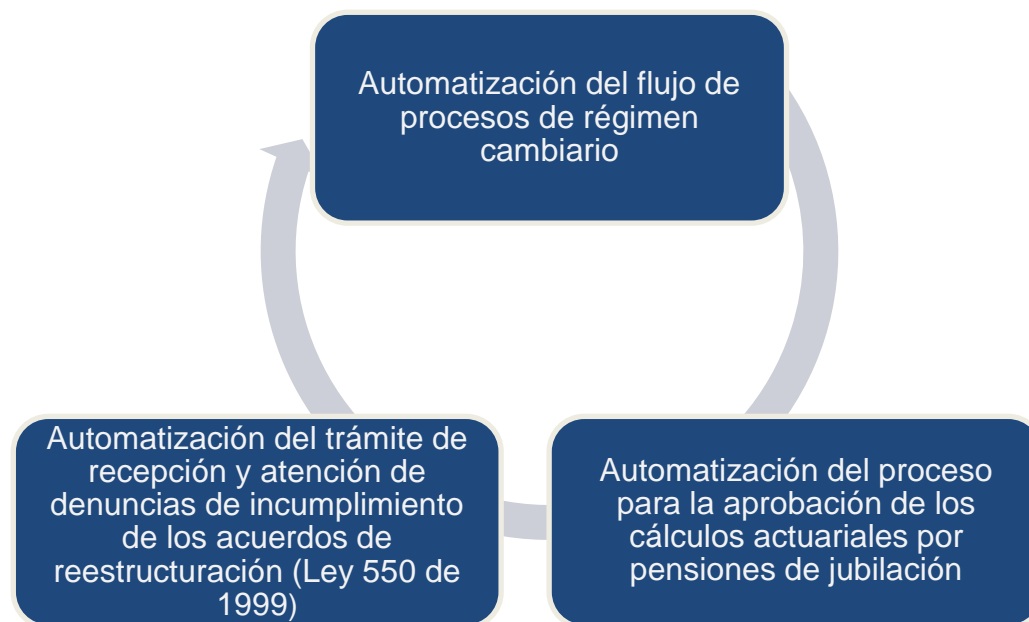 Automatización del flujo de
procesos de régimen
cambiario
Automatización del trámite de
recepción y atención de
denuncias de incumplimiento
de los acuerdos de
reestructuración (Ley 550 de
1999)
Automatización del proceso
para la aprobación de los
cálculos actuariales por
pensiones de jubilación